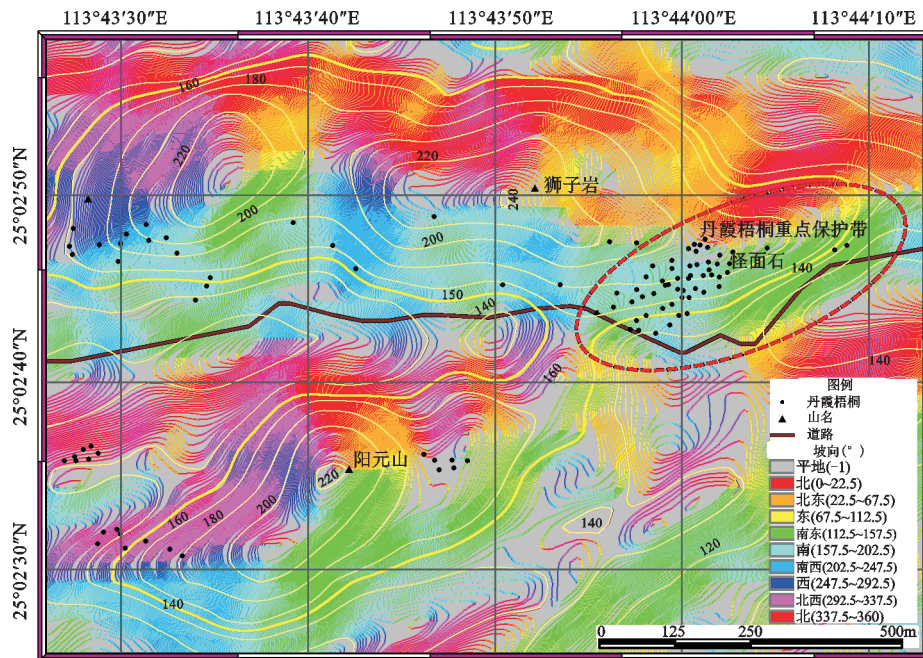 113°43′30″E 113°43′40″E 113°43′50″E 113°44′00″E 113°44′10″E
25°02′50″N
25°02′40″N
25°02′30″N
160
180
220
220
240
狮子岩
200
200
丹霞梧桐重点保护带
怪面石
140
150
140
160
140
阳元山
220
200
180
160
140
140
120
图例
丹霞梧桐
山名
道路
坡向(°)
平地(-1)
北(0~22.5)
北东(22.5~67.5)
东(67.5~112.5)
南东(112.5~157.5)
南(157.5~202.5)
南西(202.5~247.5)
西(247.5~292.5)
北西(292.5~337.5)
北(337.5~360)
0 125 250 500m